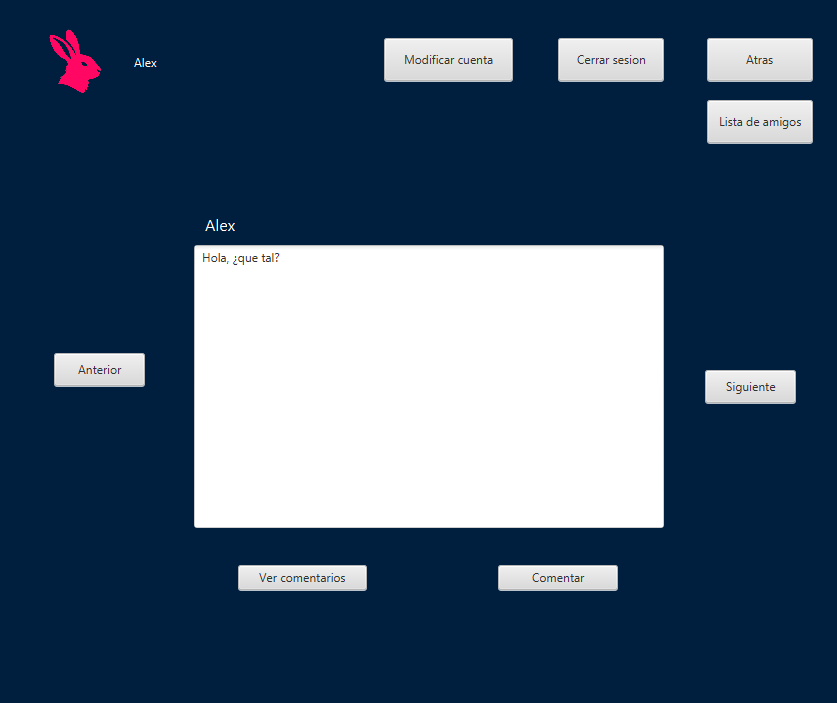 Alex
Modificar cuenta
Cerrar sesion
Atras
Lista de amigos
Alex
Hola, ¿que tal?
Anterior
Siguiente
Ver comentarios
Comentar